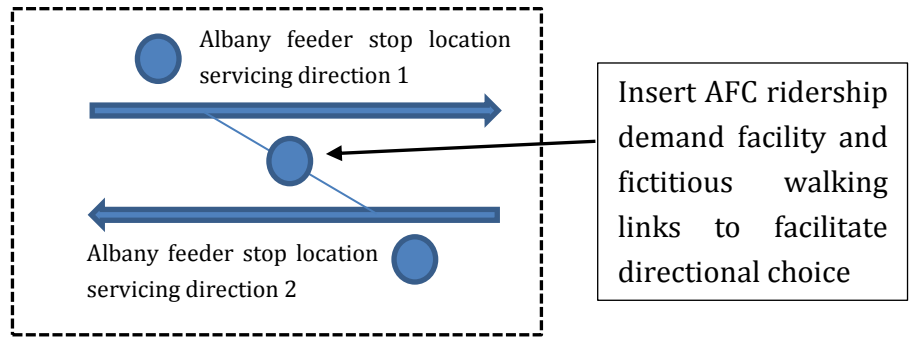 Albany feeder stop location
servicing direction 1
Insert AFC ridership
demand facility and
fictitious walking
links to facilitate
directional choice
Albany feeder stop location
servicing direction 2